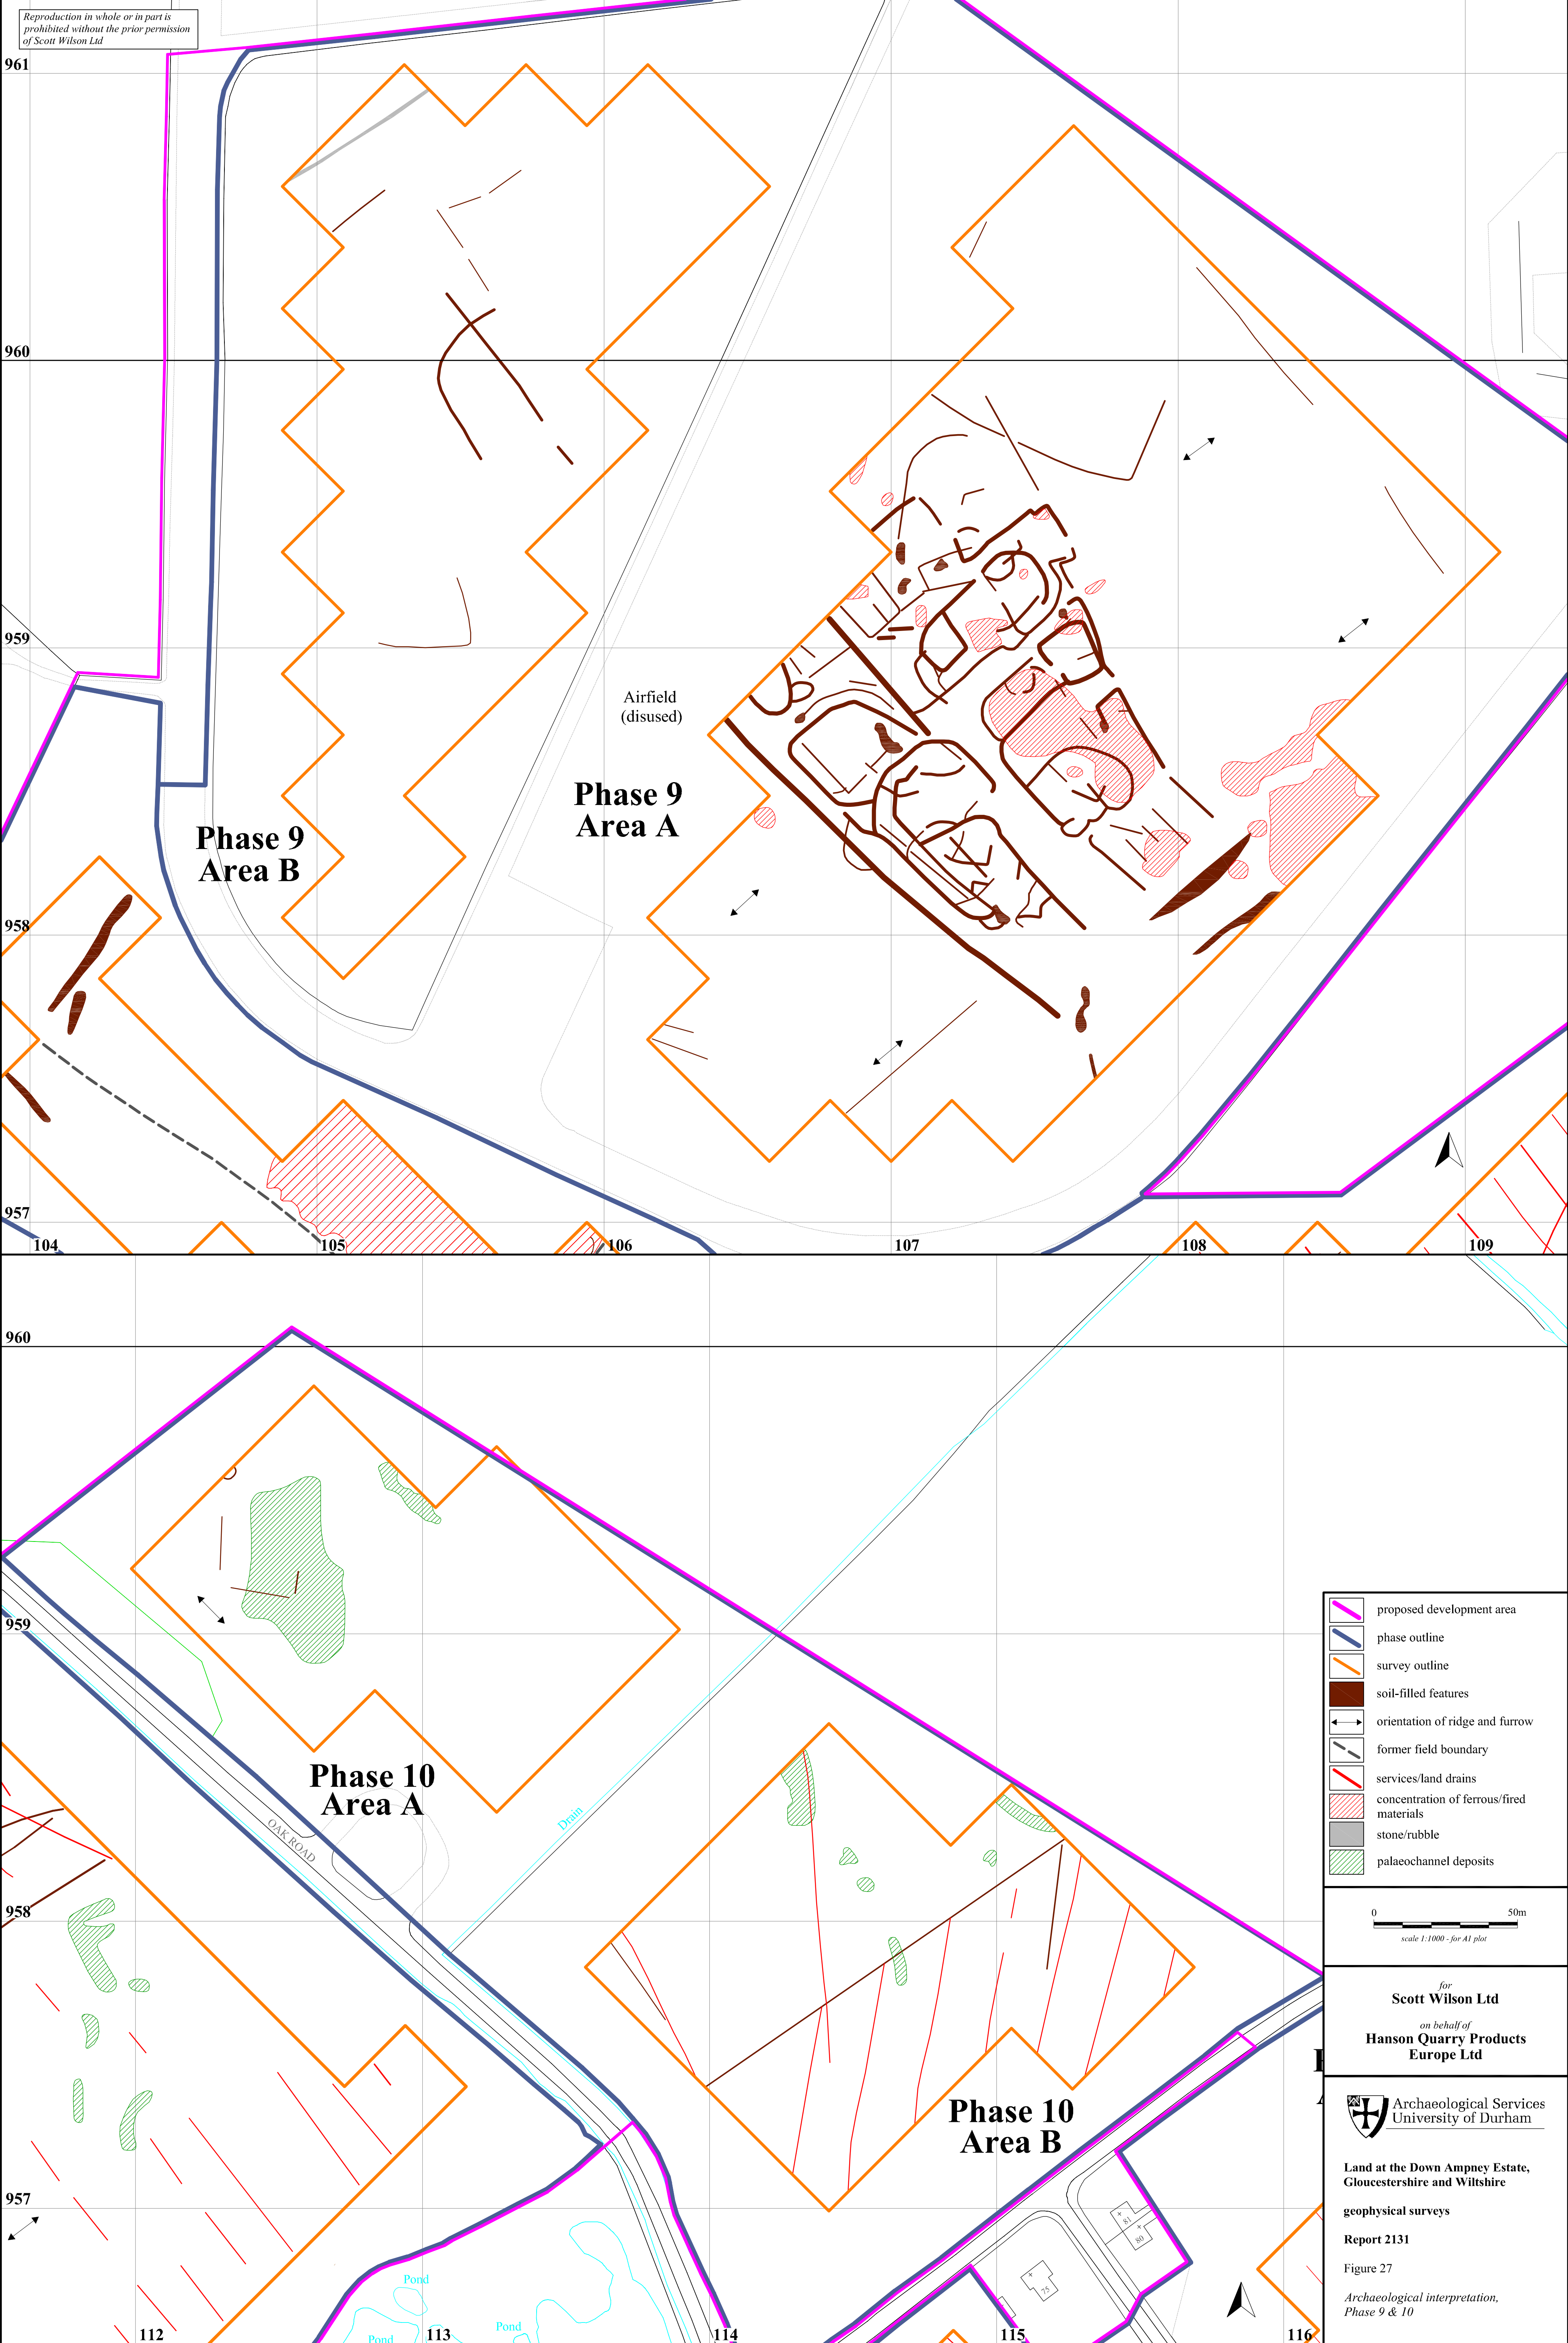 Reproduction in whole or in part is
prohibited without the prior permission
of Scott Wilson Ltd
961
960
959
958
957
104
105
106
107
108
109
Airfield
(disused)
Phase 9
Area A
Phase 9
Area B
960
959
958
957
112
113
114
115
116
Phase 10
Area A
OAK ROAD
Drain
Phase 10
Area B
Pond
Pond
Pond
81
80
75
proposed development area
phase outline
survey outline
soil-filled features
orientation of ridge and furrow
former field boundary
services/land drains
concentration of ferrous/fired
materials
stone/rubble
palaeochannel deposits
0 50m
scale 1:1000 - for A1 plot
for
Scott Wilson Ltd
on behalf of
Hanson Quarry Products
Europe Ltd
Archaeological Services
University of Durham
Land at the Down Ampney Estate,
Gloucestershire and Wiltshire
geophysical surveys
Report 2131
Figure 27
Archaeological interpretation,
Phase 9 & 10